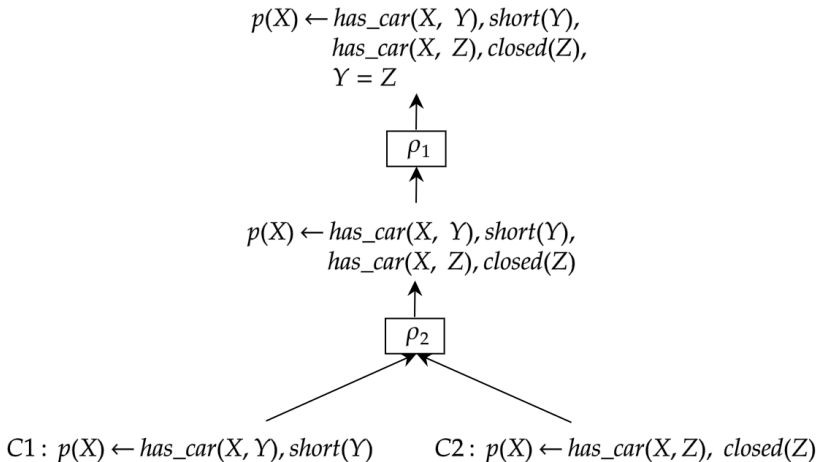 p(X) ← has_car(X, Y), short(Y),
has_car(X, Z), closed(Z),
Y = Z
ρ₁
p(X) ← has_car(X, Y), short(Y),
has_car(X, Z), closed(Z)
ρ₂
C1 : p(X) ← has_car(X, Y), short(Y)
C2 : p(X) ← has_car(X, Z), closed(Z)